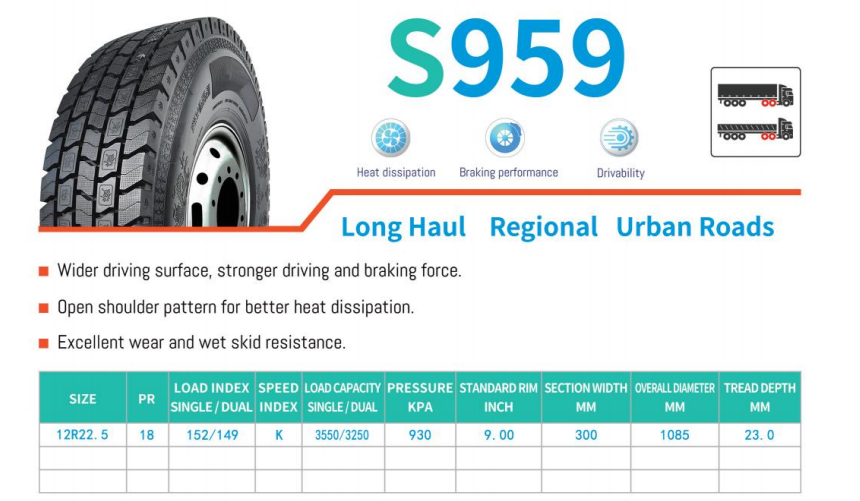 S959
Heat dissipation
Braking performance
Drivability
Long Haul Regional Urban Roads
Wider driving surface, stronger driving and braking force.
Open shoulder pattern for better heat dissipation.
Excellent wear and wet skid resistance.
SIZE PR LOAD INDEX SINGLE / DUAL SPEED INDEX LOAD CAPACITY SINGLE / DUAL PRESSURE KPA STANDARD RIM INCH SECTION WIDTH MM OVERALL DIAMETER MM TREAD DEPTH MM
12R22.5 18 152/149 K 3550/3250 930 9.00 300 1085 23.0